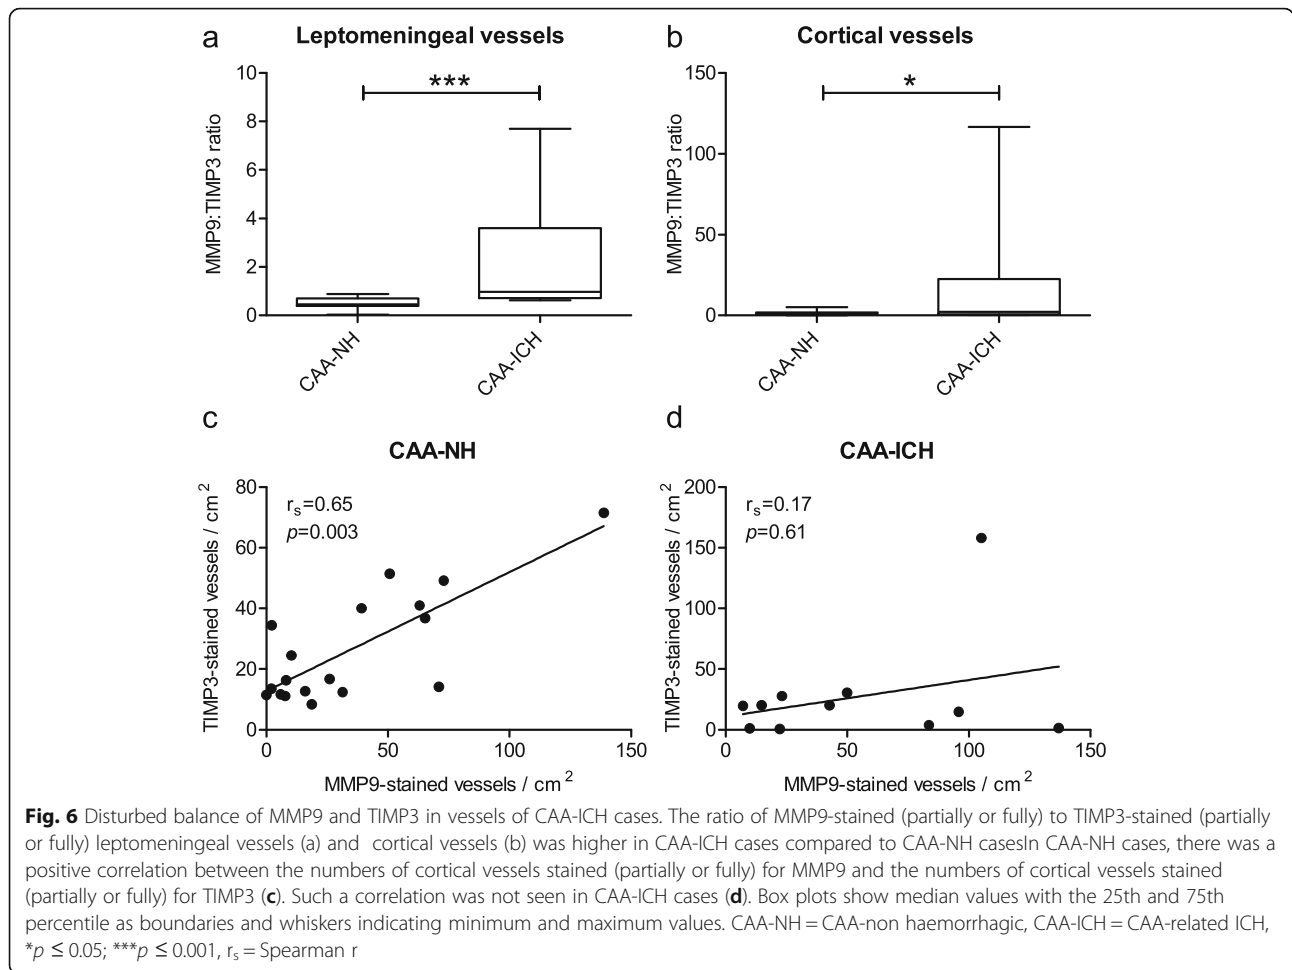 a
Leptomeningeal vessels
10
8
6
4
2
0
MMP9:TIMP3 ratio
***
CAA-NH
CAA-ICH
b
Cortical vessels
150
100
50
0
MMP9:TIMP3 ratio
*
CAA-NH
CAA-ICH
c
CAA-NH
80
60
40
20
0
TIMP3-stained vessels / cm²
rₛ=0.65
p=0.003
0
50
100
150
MMP9-stained vessels / cm²
d
CAA-ICH
200
150
100
50
0
TIMP3-stained vessels / cm²
rₛ=0.17
p=0.61
0
50
100
150
MMP9-stained vessels / cm²
Fig. 6 Disturbed balance of MMP9 and TIMP3 in vessels of CAA-ICH cases. The ratio of MMP9-stained (partially or fully) to TIMP3-stained (partially
or fully) leptomeningeal vessels (a) and cortical vessels (b) was higher in CAA-ICH cases compared to CAA-NH casesIn CAA-NH cases, there was a
positive correlation between the numbers of cortical vessels stained (partially or fully) for MMP9 and the numbers of cortical vessels stained
(partially or fully) for TIMP3 (c). Such a correlation was not seen in CAA-ICH cases (d). Box plots show median values with the 25th and 75th
percentile as boundaries and whiskers indicating minimum and maximum values. CAA-NH = CAA-non haemorrhagic, CAA-ICH = CAA-related ICH,
*p ≤ 0.05; ***p ≤ 0.001, rₛ = Spearman r